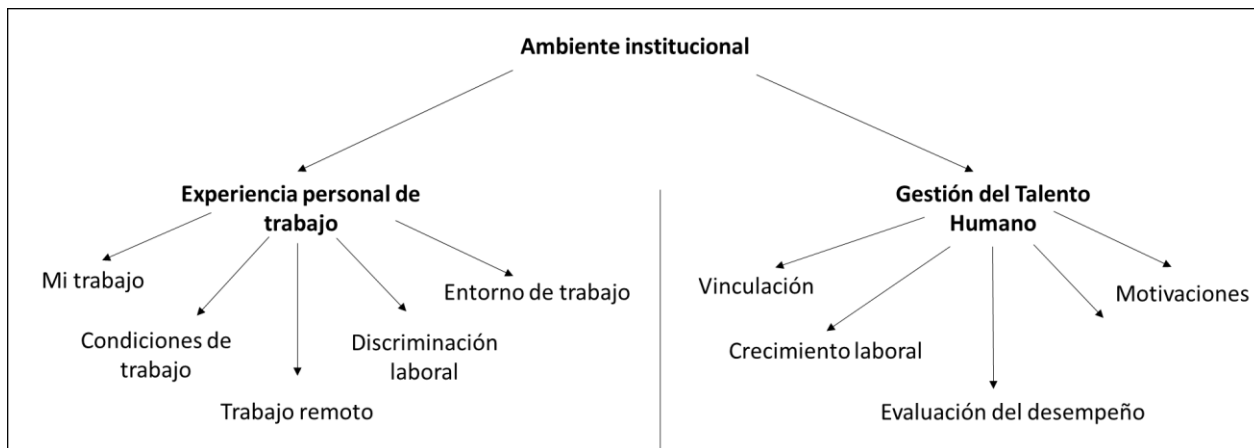 Ambiente institucional
Experiencia personal de
trabajo
Mi trabajo
Condiciones de
trabajo
Trabajo remoto
Discriminación
laboral
Entorno de trabajo
Gestión del Talento
Humano
Vinculación
Crecimiento laboral
Evaluación del desempeño
Motivaciones